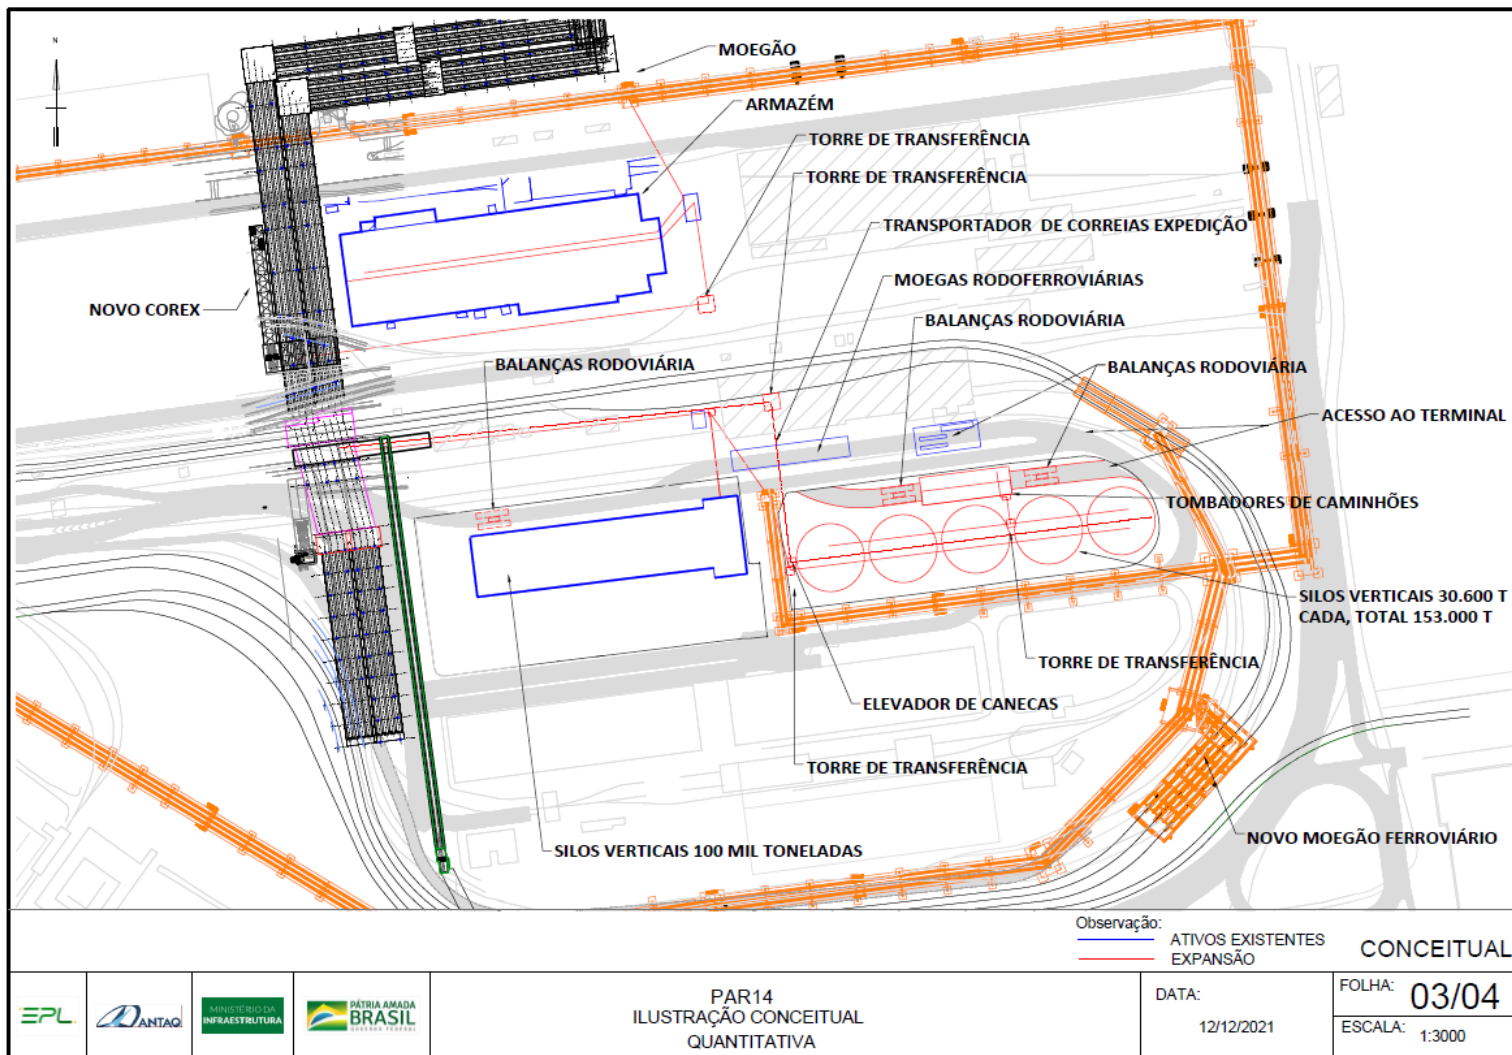 N
MOEGÃO
ARMAZÉM
TORRE DE TRANSFERÊNCIA
TORRE DE TRANSFERÊNCIA
TRANSPORTADOR DE CORREIAS EXPEDIÇÃO
MOEGAS RODOFERROVIÁRIAS
NOVO COREX
BALANÇAS RODOVIÁRIA
BALANÇAS RODOVIÁRIA
BALANÇAS RODOVIÁRIA
ACESSO AO TERMINAL
TOMBADORES DE CAMINHÕES
SILOS VERTICAIS 30.600 T
CADA, TOTAL 153.000 T
TORRE DE TRANSFERÊNCIA
ELEVADOR DE CANECAS
TORRE DE TRANSFERÊNCIA
NOVO MOEGÃO FERROVIÁRIO
SILOS VERTICAIS 100 MIL TONELADAS
Observação:
ATIVOS EXISTENTES
EXPANSÃO
CONCEITUAL
EPL
ANTAQ
MINISTÉRIO DA
INFRAESTRUTURA
PÁTRIA AMADA
BRASIL
GOVERNO FEDERAL
PAR14
ILUSTRAÇÃO CONCEITUAL
QUANTITATIVA
DATA:
12/12/2021
FOLHA: 03/04
ESCALA: 1:3000